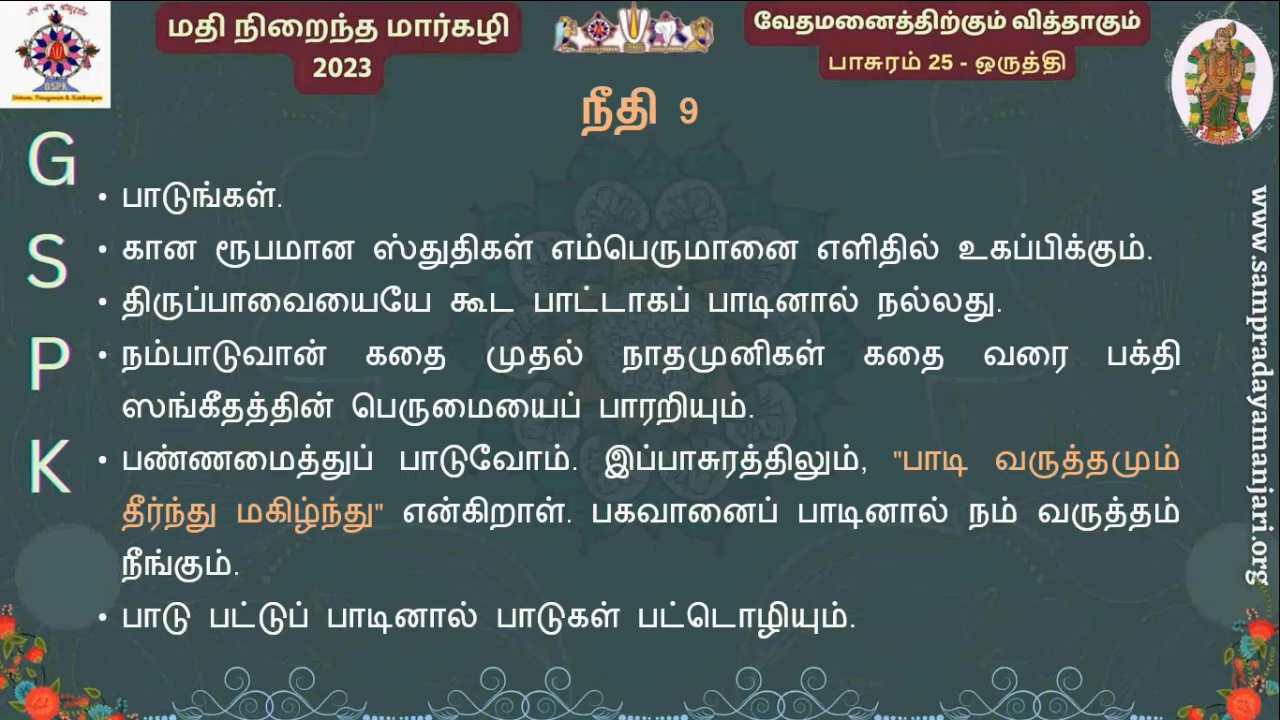 மதி நிறைந்த மார்கழி
2023
வேதமனைத்திற்கும் வித்தாகும்
பாசுரம் 25 - ஒருத்தி
நீதி 9
GSPK
• பாடுங்கள்.
• கான ரூபமான ஸ்துதிகள் எம்பெருமானை எளிதில் உகப்பிக்கும்.
• திருப்பாவையையே கூட பாட்டாகப் பாடினால் நல்லது.
• நம்பாடுவான் கதை முதல் நாதமுனிகள் கதை வரை பக்தி
ஸங்கீதத்தின் பெருமையைப் பாரறியும்.
• பண்ணமைத்துப் பாடுவோம். இப்பாசுரத்திலும், "பாடி வருத்தமும்
தீர்ந்து மகிழ்ந்து" என்கிறாள். பகவானைப் பாடினால் நம் வருத்தம்
நீங்கும்.
• பாடு பட்டுப் பாடினால் பாடுகள் பட்டொழியும்.
www.sampradayamanjari.org